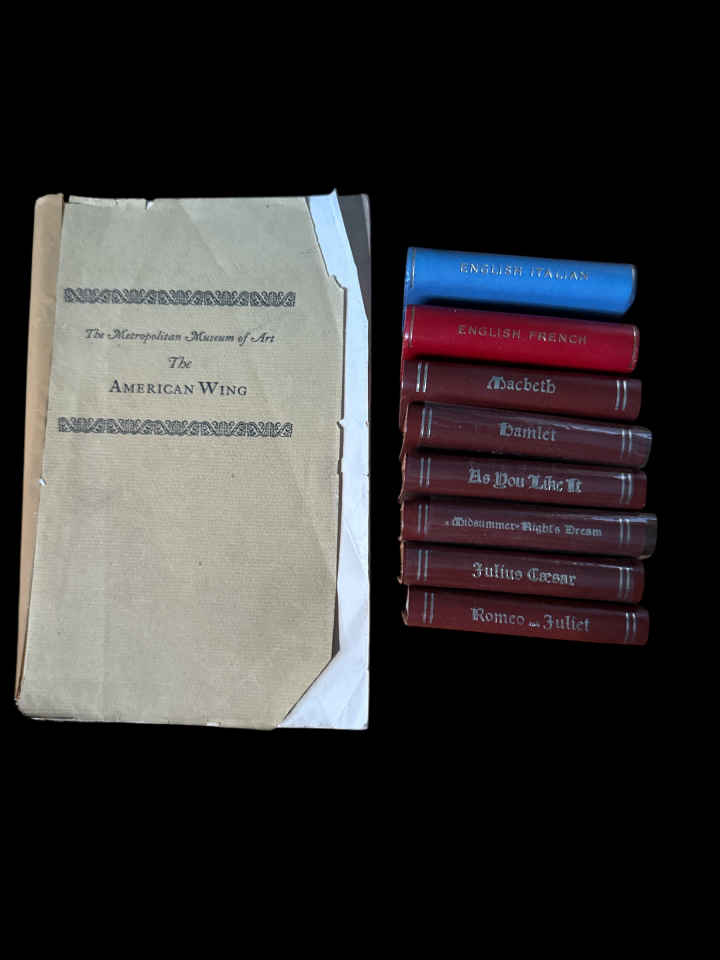 The Metropolitan Museum of Art
The
AMERICAN WING
ENGLISH ITALIAN
ENGLISH FRENCH
Macbeth
Hamlet
As You Like It
A Midsummer-Night's Dream
Julius Cæsar
Romeo and Juliet